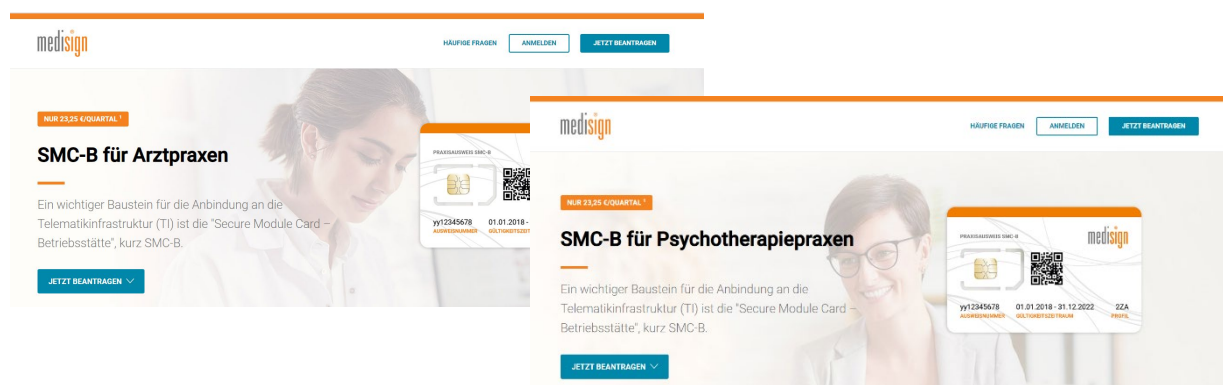 medisign
HÄUFIGE FRAGEN
ANMELDEN
JETZT BEANTRAGEN
NUR 23,25 €/QUARTAL ¹
SMC-B für Arztpraxen
Ein wichtiger Baustein für die Anbindung an die
Telematikinfrastruktur (TI) ist die "Secure Module Card –
Betriebsstätte", kurz SMC-B.
JETZT BEANTRAGEN
PRAXISAUSWEIS SMC-B
yy12345678 01.01.2018 -
AUSWEISNUMMER GÜLTIGKEITSZEIT
medisign
HÄUFIGE FRAGEN
ANMELDEN
JETZT BEANTRAGEN
NUR 23,25 €/QUARTAL ¹
SMC-B für Psychotherapiepraxen
Ein wichtiger Baustein für die Anbindung an die
Telematikinfrastruktur (TI) ist die "Secure Module Card –
Betriebsstätte", kurz SMC-B.
JETZT BEANTRAGEN
PRAXISAUSWEIS SMC-B
medisign
yy12345678 01.01.2018 - 31.12.2022 2ZA
AUSWEISNUMMER GÜLTIGKEITSZEITRAUM PROFIL